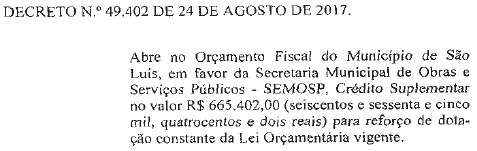 DECRETO N.º 49.402 DE 24 DE AGOSTO DE 2017.
Abre no Orçamento Fiscal do Município de São
Luís, em favor da Secretaria Municipal de Obras e
Serviços Públicos - SEMOSP, Crédito Suplementar
no valor R$ 665.402,00 (seiscentos e sessenta e cinco
mil, quatrocentos e dois reais) para reforço de dota-
ção constante da Lei Orçamentária vigente.